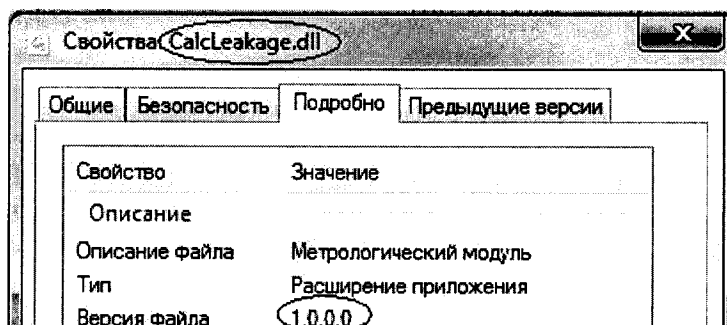 Свойства: CalcLeakage.dll
Общие Безопасность Подробно Предыдущие версии
Свойство Значение
Описание
Описание файла Метрологический модуль
Тип Расширение приложения
Версия файла 1.0.0.0